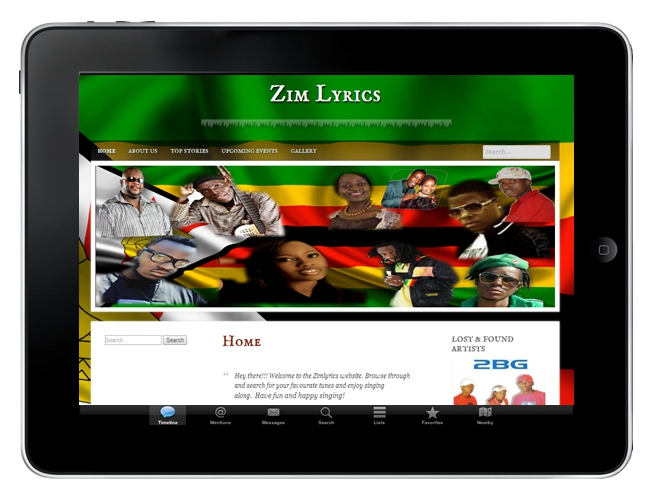 Zim Lyrics
HOME ABOUT US TOP STORIES UPCOMING EVENTS GALLERY Search...
Search... Search
Home
Hey there!!! Welcome to the Zimlyrics website. Browse through
and search for your favourate tunes and enjoy singing
along. Have fun and happy singing!
LOST & FOUND
ARTISTS
2BG
Timeline Mentions Messages Search Lists Favorites Nearby